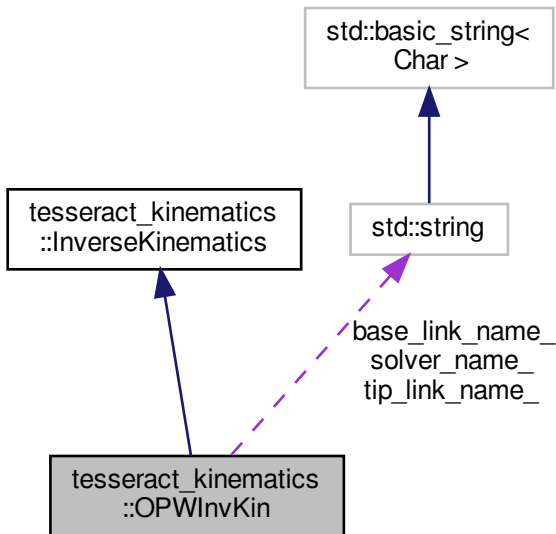 std::basic_string<
Char >
tesseract_kinematics
::InverseKinematics
std::string
base_link_name_
solver_name_
tip_link_name_
tesseract_kinematics
::OPWInvKin